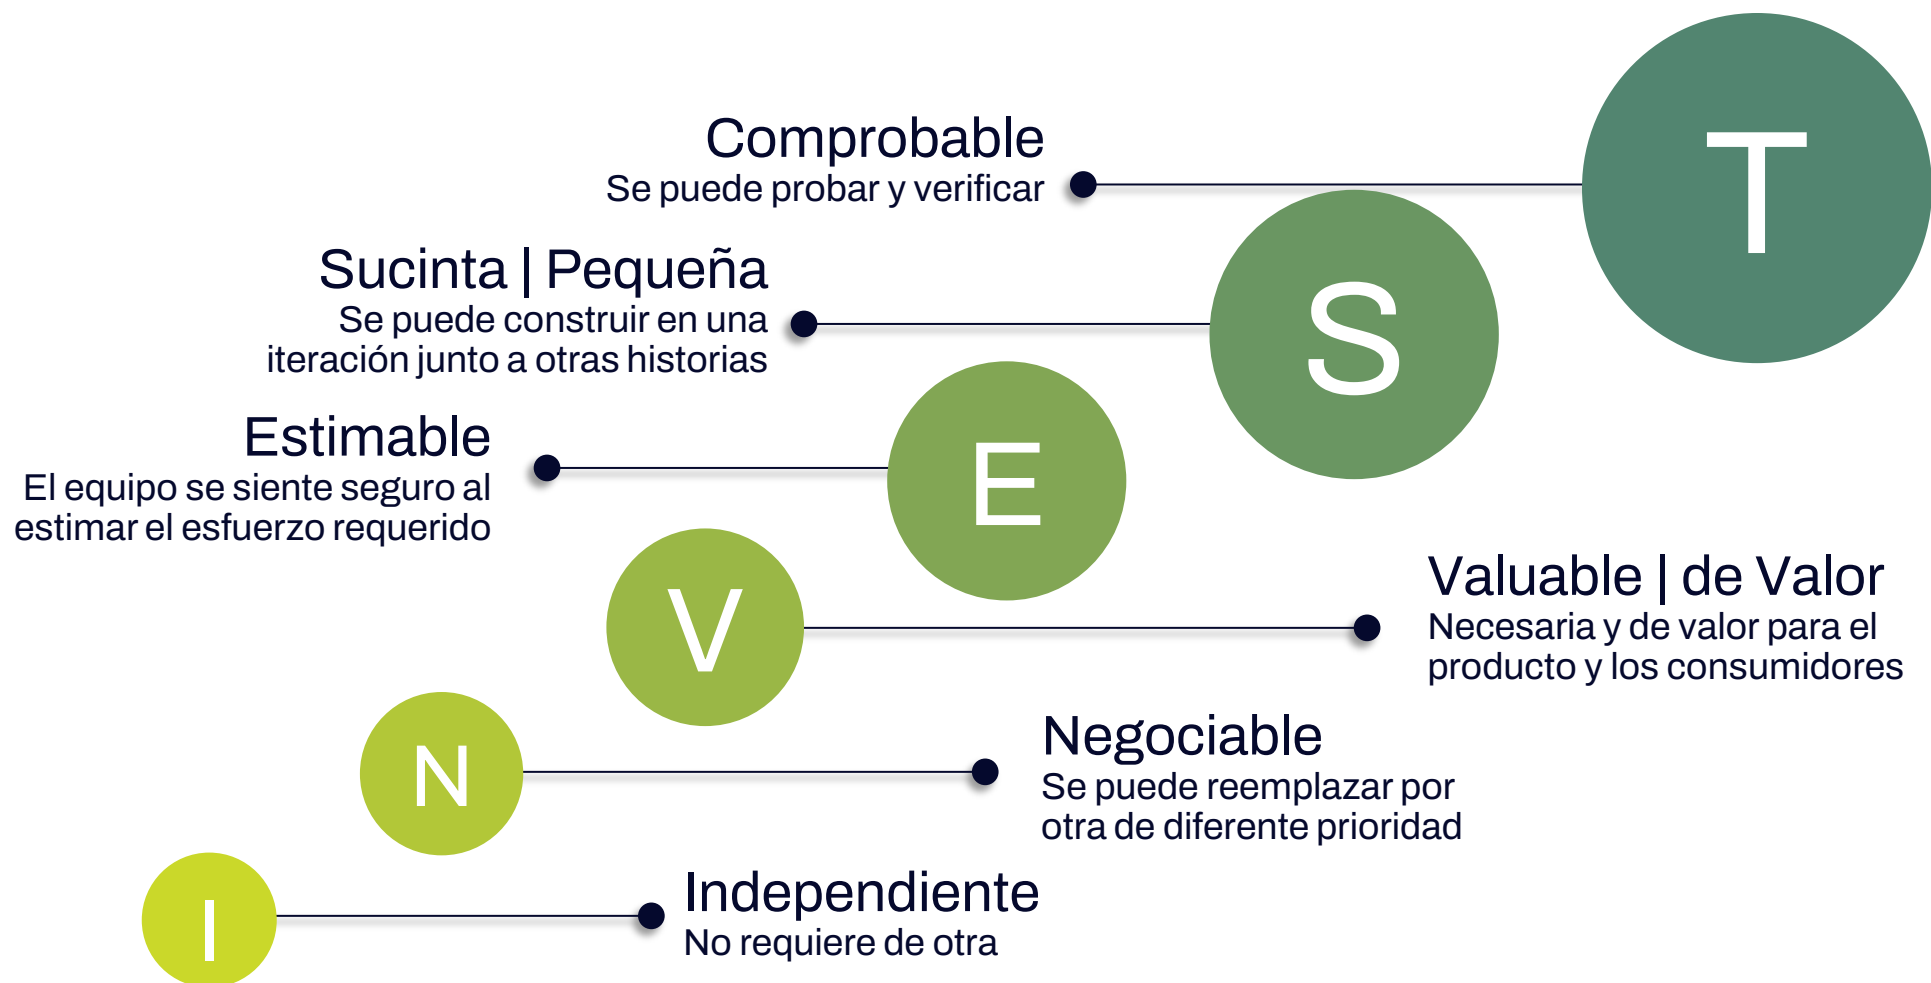 T
Comprobable
Se puede probar y verificar
S
Sucinta | Pequeña
Se puede construir en una
iteración junto a otras historias
E
Estimable
El equipo se siente seguro al
estimar el esfuerzo requerido
V
Valuable | de Valor
Necesaria y de valor para el
producto y los consumidores
N
Negociable
Se puede reemplazar por
otra de diferente prioridad
I
Independiente
No requiere de otra